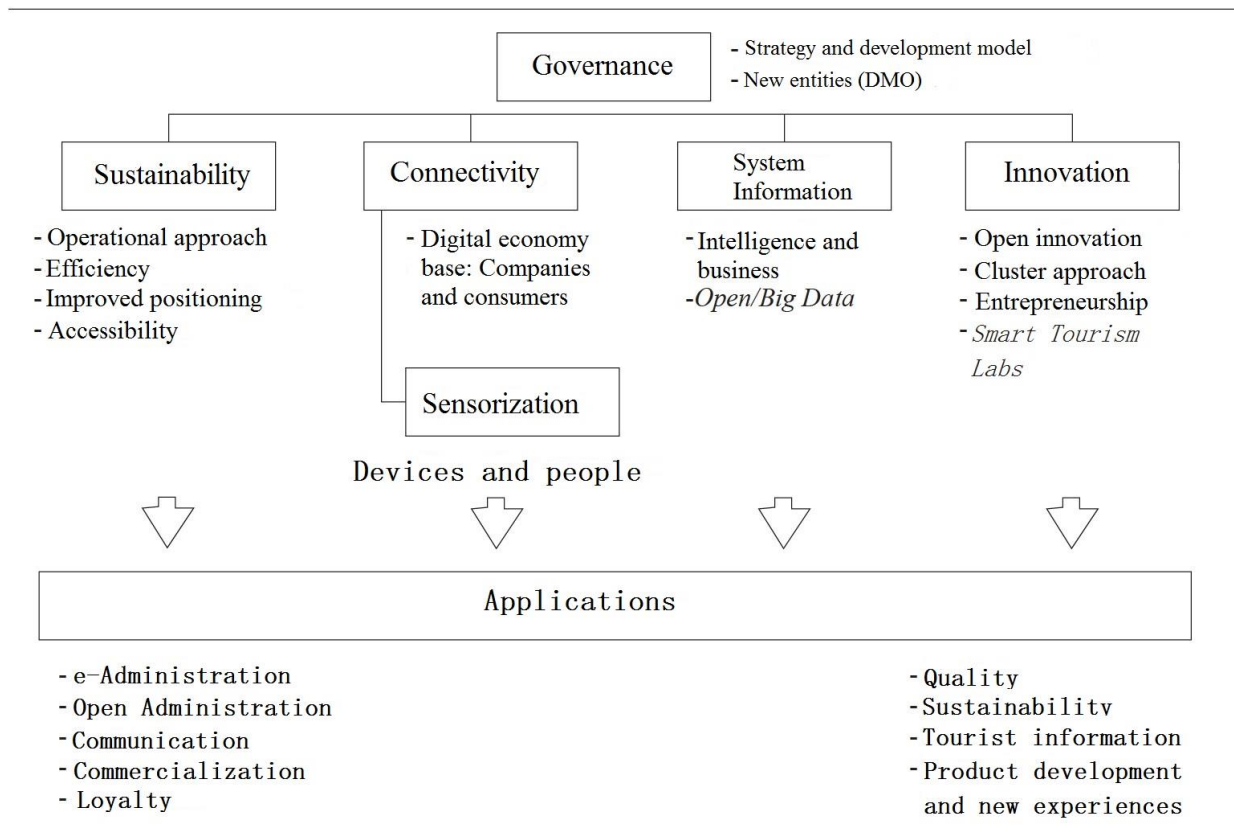 Governance
- Strategy and development model
- New entities (DMO)
Sustainability
- Operational approach
- Efficiency
- Improved positioning
- Accessibility
Connectivity
- Digital economy
base: Companies
and consumers
Sensorization
Devices and people
System
Information
- Intelligence and
business
-Open/Big Data
Innovation
- Open innovation
- Cluster approach
- Entrepreneurship
- Smart Tourism
Labs
Applications
- e-Administration
- Open Administration
- Communication
- Commercialization
- Loyalty
- Quality
- Sustainability
- Tourist information
- Product development
and new experiences